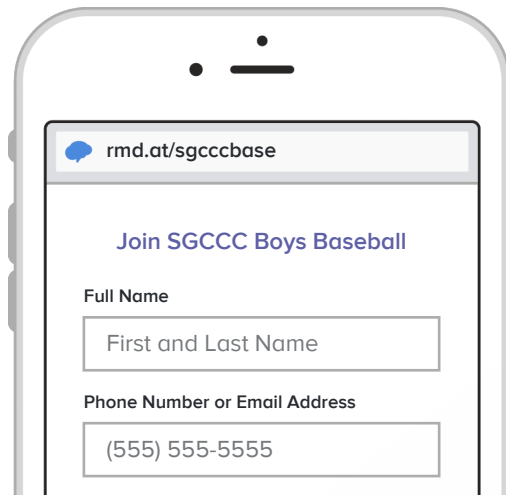 rmd.at/sgcccbase
Join SGCCC Boys Baseball
Full Name
First and Last Name
Phone Number or Email Address
(555) 555-5555